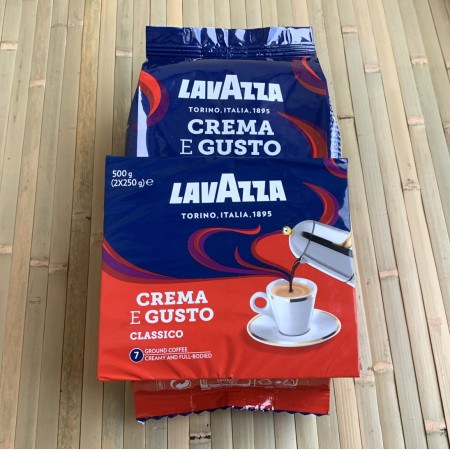 LAVAZZA
TORINO, ITALIA, 1895
CREMA
E GUSTO
500 g
(2X250 g) e
LAVAZZA
TORINO, ITALIA, 1895
CREMA
E GUSTO
CLASSICO
7 GROUND COFFEE
CREAMY AND FULL-BODIED